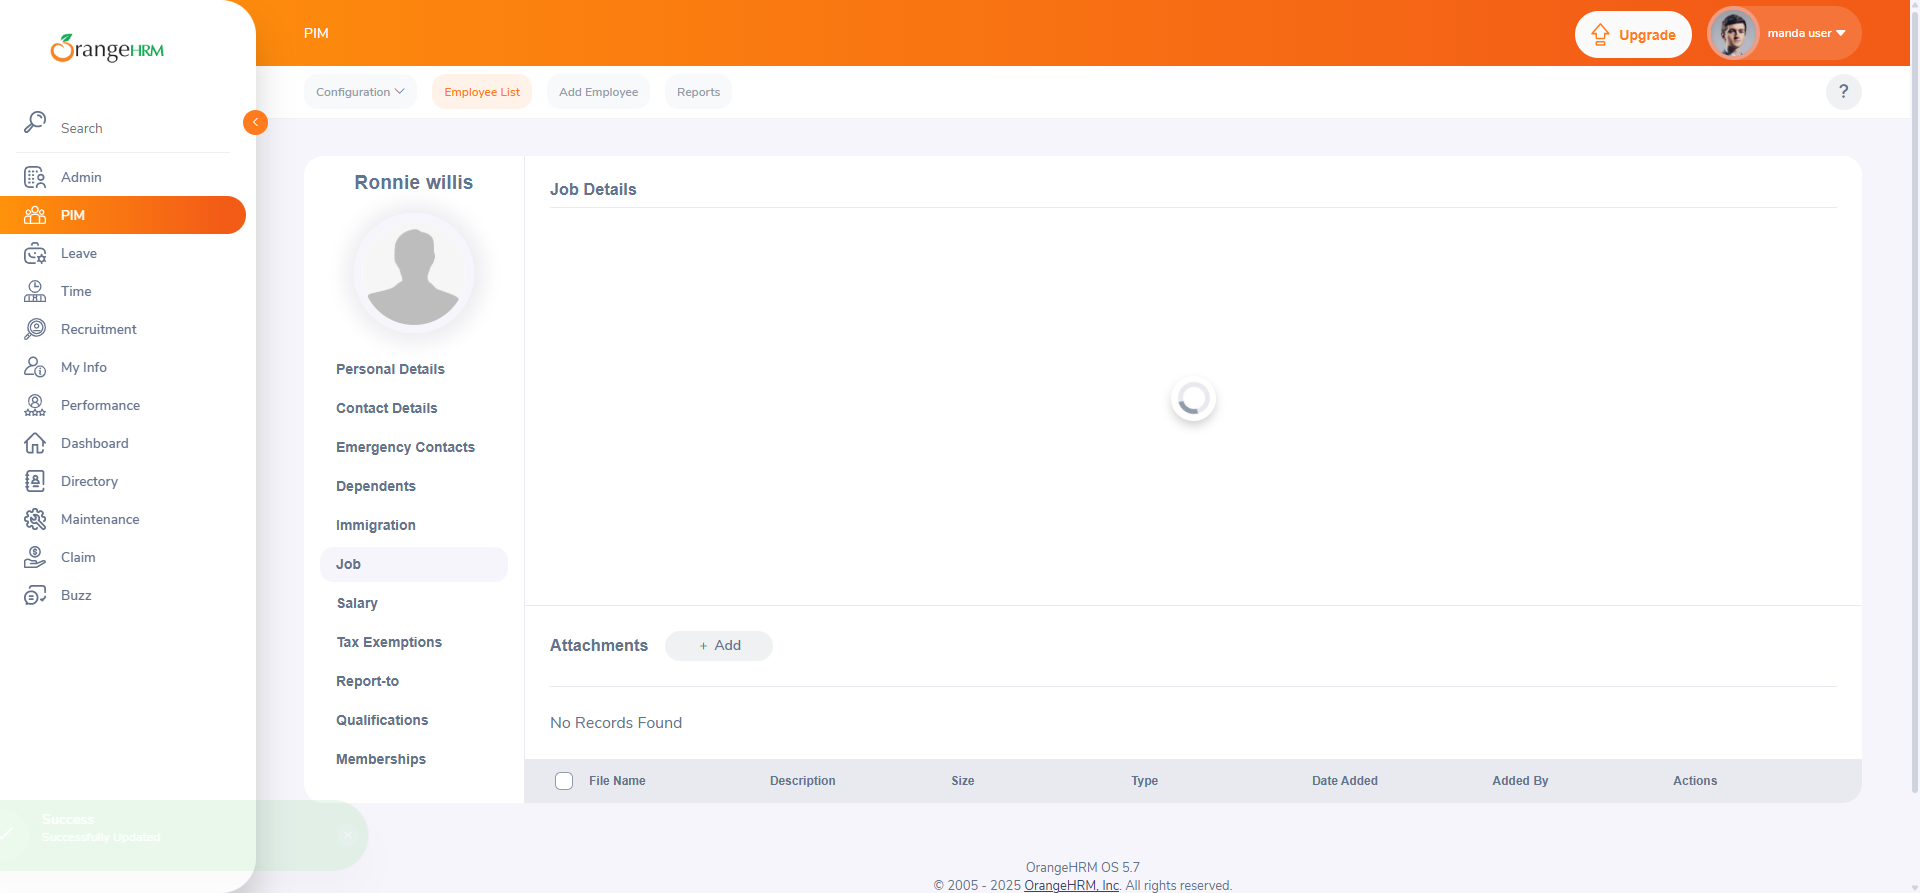 OrangeHRM
PIM
Upgrade
manda user
Configuration
Employee List
Add Employee
Reports
?
Search
Admin
PIM
Leave
Time
Recruitment
My Info
Performance
Dashboard
Directory
Maintenance
Claim
Buzz
Ronnie willis
Personal Details
Contact Details
Emergency Contacts
Dependents
Immigration
Job
Salary
Tax Exemptions
Report-to
Qualifications
Memberships
Job Details
Attachments
+ Add
No Records Found
File Name Description Size Type Date Added Added By Actions
Success
Successfully Updated
×
OrangeHRM OS 5.7
© 2005 - 2025 OrangeHRM, Inc. All rights reserved.